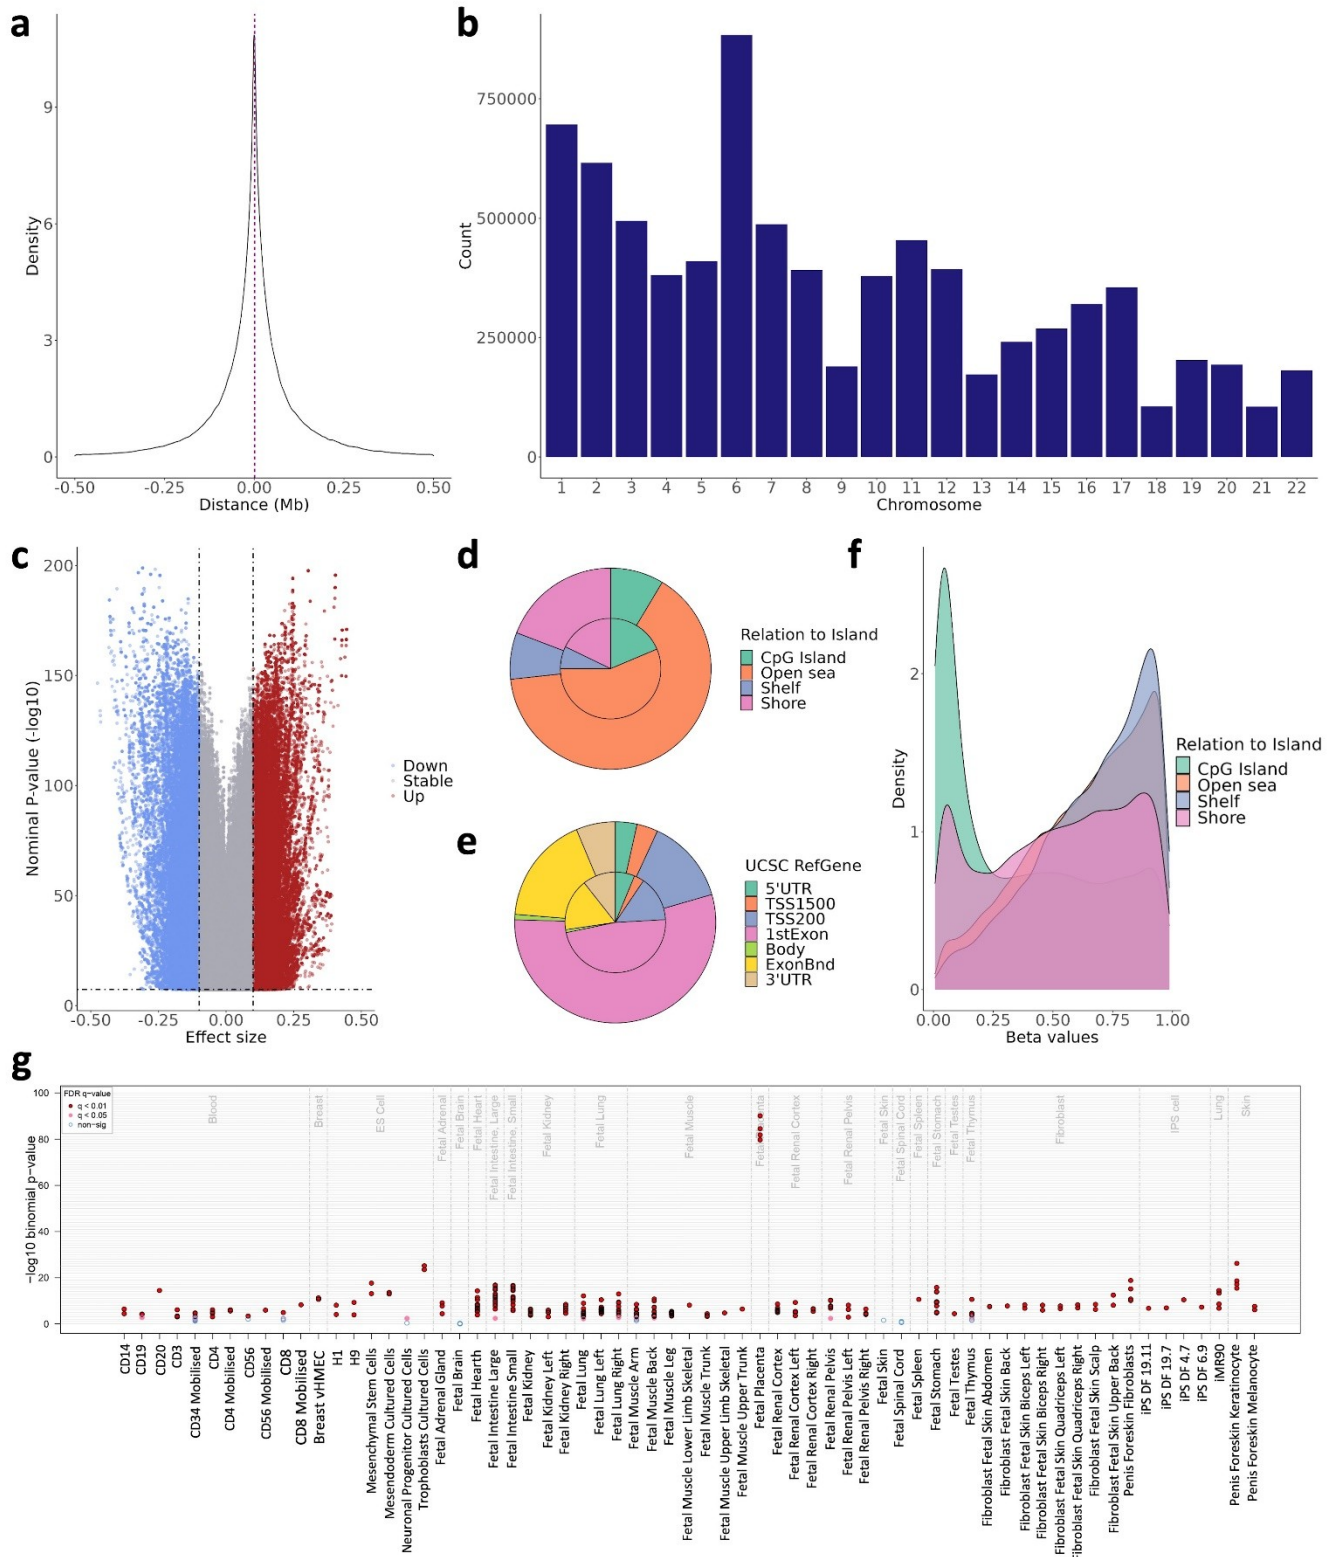 a
9
6
3
0
Density
-0.50
-0.25
0.00
0.25
0.50
Distance (Mb)
b
750000
500000
250000
0
Count
1 2 3 4 5 6 7 8 9 10 11 12 13 14 15 16 17 18 19 20 21 22
Chromosome
c
200
150
100
50
0
Nominal P-value (-log10)
-0.50
-0.25
0.00
0.25
0.50
Effect size
Down
Stable
Up
d
Relation to Island
CpG Island
Open sea
Shelf
Shore
e
UCSC RefGene
5'UTR
TSS1500
TSS200
1stExon
Body
ExonBnd
3'UTR
f
2
1
0
Density
0.00
0.25
0.50
0.75
1.00
Beta values
Relation to Island
CpG Island
Open sea
Shelf
Shore
g
FDR q-value
q < 0.01
q < 0.05
non-sig
100
80
60
40
20
0
−log10 binomial p−value
Blood
Breast
ES Cell
Fetal Adrenal
Fetal Brain
Fetal Heart
Fetal Intestine, Large
Fetal Intestine, Small
Fetal Kidney
Fetal Lung
Fetal Muscle
Fetal Placenta
Fetal Renal Cortex
Fetal Renal Pelvis
Fetal Skin
Fetal Spinal Cord
Fetal Spleen
Fetal Stomach
Fetal Testes
Fetal Thymus
Fibroblast
IPS cell
Lung
Skin
CD14
CD19
CD20
CD3
CD34 Mobilised
CD4
CD4 Mobilised
CD56
CD56 Mobilised
CD8
CD8 Mobilised
Breast vHMEC
H1
H9
Mesenchymal Stem Cells
Mesendoderm Cultured Cells
Neuronal Progenitor Cultured Cells
Trophoblasts Cultured Cells
Fetal Adrenal Gland
Fetal Brain
Fetal Hearth
Fetal Intestine Large
Fetal Intestine Small
Fetal Kidney
Fetal Kidney Left
Fetal Kidney Right
Fetal Lung
Fetal Lung Left
Fetal Lung Right
Fetal Muscle Arm
Fetal Muscle Back
Fetal Muscle Leg
Fetal Muscle Lower Limb Skeletal
Fetal Muscle Trunk
Fetal Muscle Upper Limb Skeletal
Fetal Muscle Upper Trunk
Fetal Placenta
Fetal Renal Cortex
Fetal Renal Cortex Left
Fetal Renal Cortex Right
Fetal Renal Pelvis
Fetal Renal Pelvis Left
Fetal Renal Pelvis Right
Fetal Skin
Fetal Spinal Cord
Fetal Spleen
Fetal Stomach
Fetal Testes
Fetal Thymus
Fibroblast Fetal Skin Abdomen
Fibroblast Fetal Skin Back
Fibroblast Fetal Skin Biceps Left
Fibroblast Fetal Skin Biceps Right
Fibroblast Fetal Skin Quadriceps Left
Fibroblast Fetal Skin Quadriceps Right
Fibroblast Fetal Skin Scalp
Fibroblast Fetal Skin Upper Back
Penis Foreskin Fibroblasts
iPS DF 19.11
iPS DF 19.7
iPS DF 4.7
iPS DF 6.9
iMR90
Penis Foreskin Keratinocyte
Penis Foreskin Melanocyte